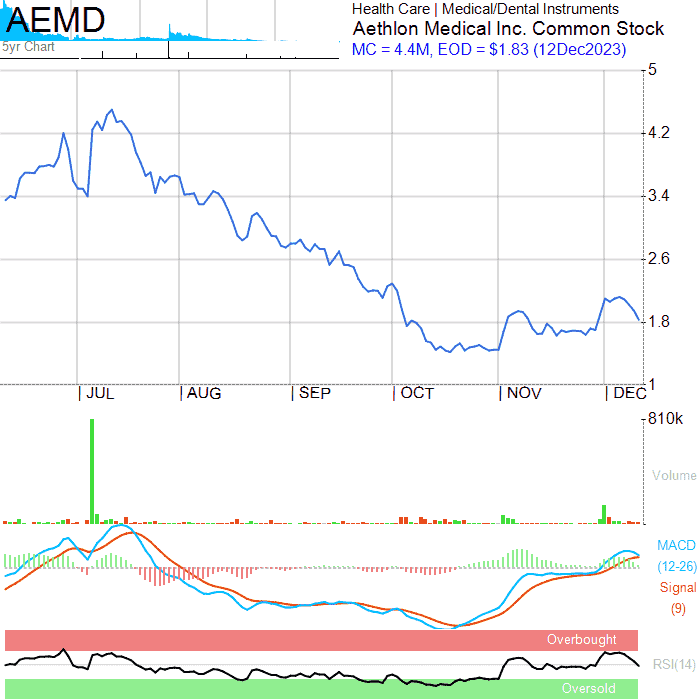 AEMD
5yr Chart
Health Care | Medical/Dental Instruments
Aethlon Medical Inc. Common Stock
MC = 4.4M, EOD = $1.83 (12Dec2023)
5
4.2
3.4
2.6
1.8
1
JUL AUG SEP OCT NOV DEC
810k
Volume
MACD
(12-26)
Signal
(9)
Overbought
RSI(14)
Oversold